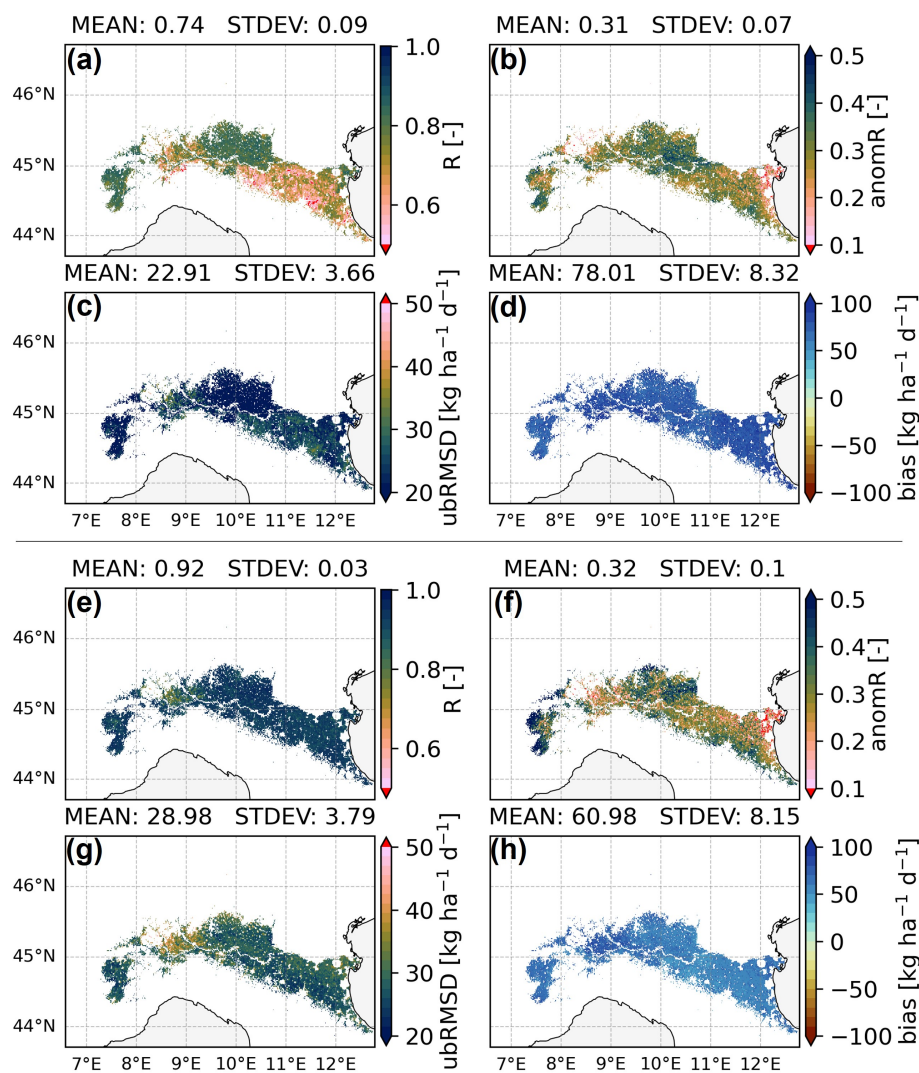 MEAN: 0.74 STDEV: 0.09
MEAN: 0.31 STDEV: 0.07
(a)
46°N
45°N
44°N
1.0
0.8
0.6
R [-]
(b)
0.5
0.4
0.3
0.2
0.1
anomR [-]
MEAN: 22.91 STDEV: 3.66
MEAN: 78.01 STDEV: 8.32
(c)
46°N
45°N
44°N
7°E 8°E 9°E 10°E 11°E 12°E
50
40
30
20
ubRMSD [kg ha⁻¹ d⁻¹]
(d)
7°E 8°E 9°E 10°E 11°E 12°E
100
50
0
−50
−100
bias [kg ha⁻¹ d⁻¹]
MEAN: 0.92 STDEV: 0.03
MEAN: 0.32 STDEV: 0.1
(e)
46°N
45°N
44°N
1.0
0.8
0.6
R [-]
(f)
0.5
0.4
0.3
0.2
0.1
anomR [-]
MEAN: 28.98 STDEV: 3.79
MEAN: 60.98 STDEV: 8.15
(g)
46°N
45°N
44°N
7°E 8°E 9°E 10°E 11°E 12°E
50
40
30
20
ubRMSD [kg ha⁻¹ d⁻¹]
(h)
7°E 8°E 9°E 10°E 11°E 12°E
100
50
0
−50
−100
bias [kg ha⁻¹ d⁻¹]